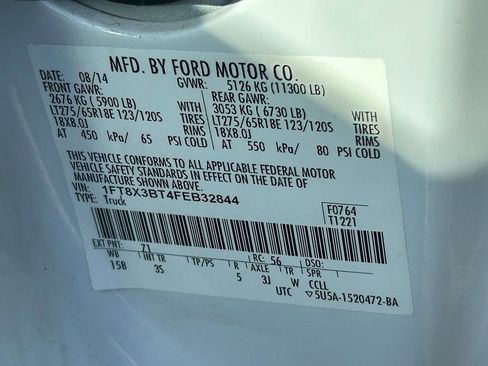 MFD. BY FORD MOTOR CO.
DATE: 08/14 GVWR: 5126 KG (11300 LB)
FRONT GAWR: REAR GAWR:
2676 KG (5900 LB) 3053 KG (6730 LB)
WITH WITH
LT275/65R18E 123/120S TIRES LT275/65R18E 123/120S TIRES
18X8.0J RIMS 18X8.0J RIMS
AT 450 kPa/ 65 PSI COLD AT 550 kPa/ 80 PSI COLD
THIS VEHICLE CONFORMS TO ALL APPLICABLE FEDERAL MOTOR
VEHICLE SAFETY STANDARDS IN EFFECT ON THE DATE OF
MANUFACTURE SHOWN ABOVE.
VIN: 1FT8X3BT4FEB32844 F0764
TYPE: Truck T1221
EXT PNT: Z1 RC: 56 DSO:
WB INT TR TP/PS R AXLE TR SPR
158 3S 5 3J W CCLL
UTC ▽5U5A-1520472-BA